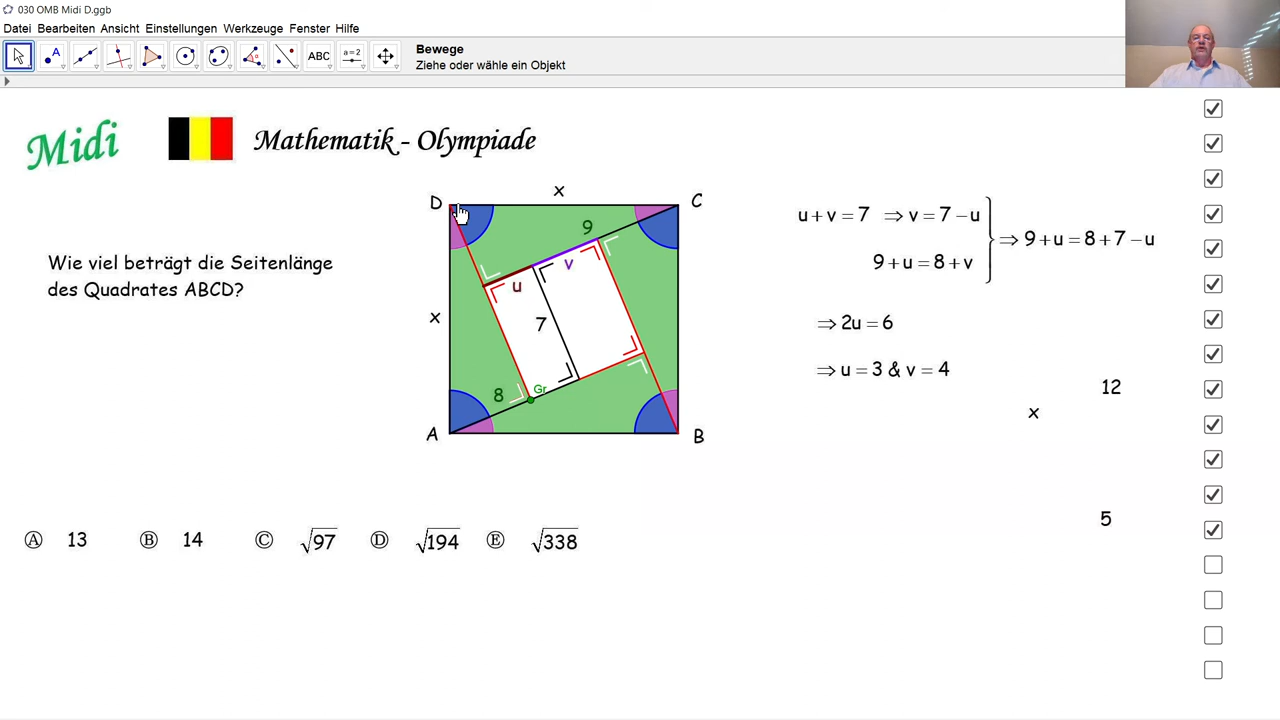 030 OMB Midi D.ggb
Datei Bearbeiten Ansicht Einstellungen Werkzeuge Fenster Hilfe
A ABC a=2 Bewege
Ziehe oder wähle ein Objekt
Midi Mathematik - Olympiade
Wie viel beträgt die Seitenlänge
des Quadrates ABCD?
x
D C
9
v
u
x 7
8 Gr
A B
u+v=7 ⇒v=7-u
9+u=8+v
⇒9+u=8+7-u
⇒2u=6
⇒u=3 & v=4
12
x
5
Ⓐ 13 Ⓑ 14 Ⓒ √97 Ⓓ √194 Ⓔ √338